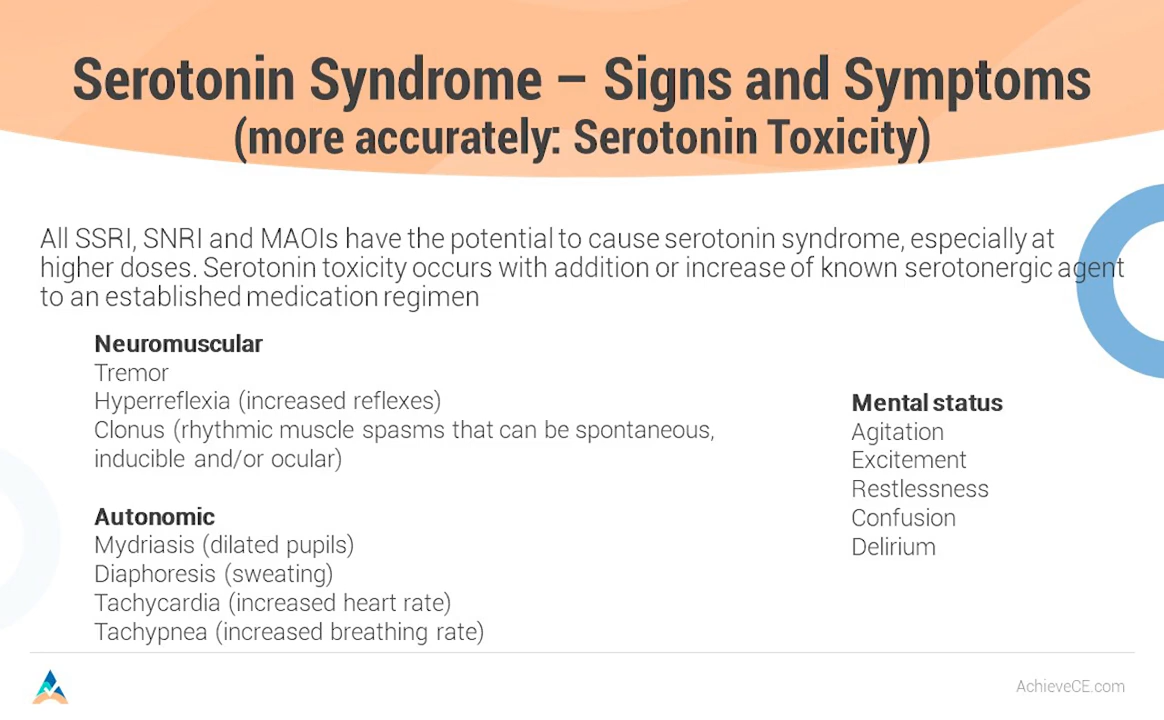 Serotonin Syndrome – Signs and Symptoms
(more accurately: Serotonin Toxicity)
All SSRI, SNRI and MAOIs have the potential to cause serotonin syndrome, especially at
higher doses. Serotonin toxicity occurs with addition or increase of known serotonergic agent
to an established medication regimen
Neuromuscular
Tremor
Hyperreflexia (increased reflexes)
Clonus (rhythmic muscle spasms that can be spontaneous,
inducible and/or ocular)
Autonomic
Mydriasis (dilated pupils)
Diaphoresis (sweating)
Tachycardia (increased heart rate)
Tachypnea (increased breathing rate)
Mental status
Agitation
Excitement
Restlessness
Confusion
Delirium
AchieveCE.com